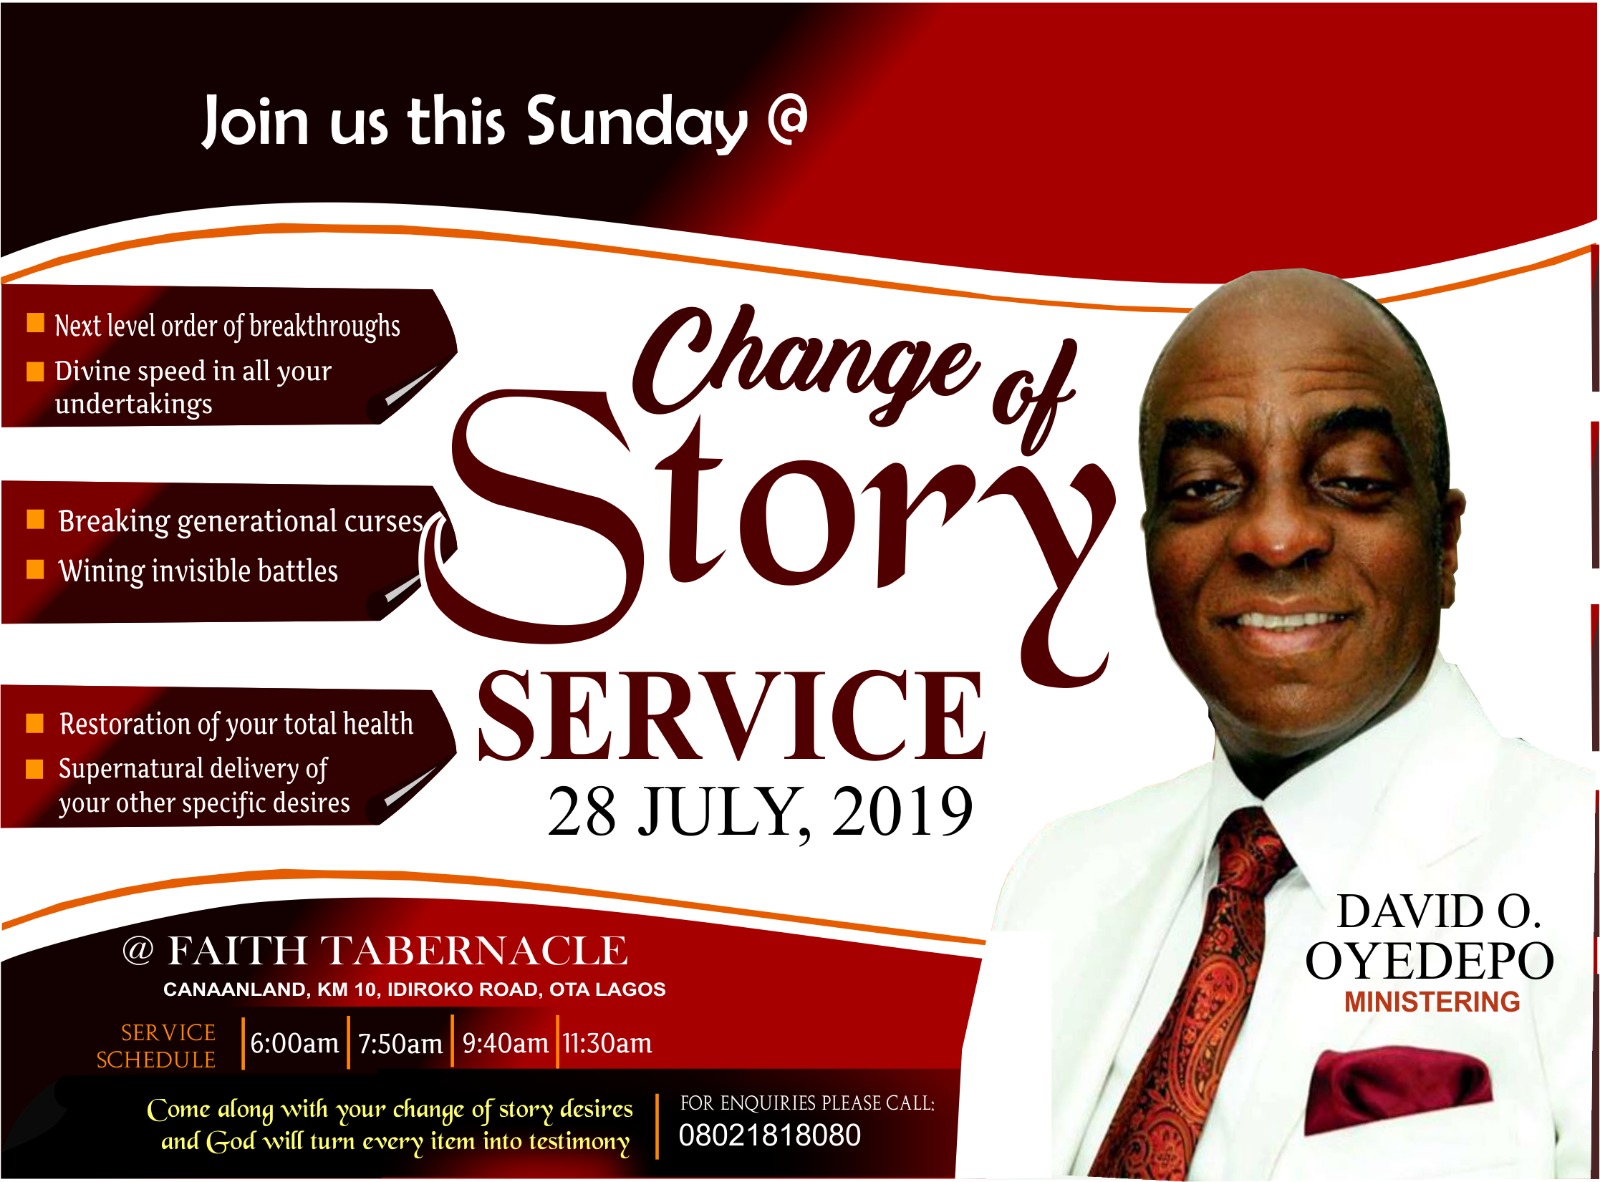 Join us this Sunday @
Next level order of breakthroughs
Divine speed in all your
undertakings
Breaking generational curses
Wining invisible battles
Restoration of your total health
Supernatural delivery of
your other specific desires
Change of
Story
SERVICE
28 JULY, 2019
DAVID O.
OYEDEPO
MINISTERING
@ FAITH TABERNACLE
CANAANLAND, KM 10, IDIROKO ROAD, OTA LAGOS
SERVICE
SCHEDULE
6:00am 7:50am 9:40am 11:30am
Come along with your change of story desires
and God will turn every item into testimony
FOR ENQUIRIES PLEASE CALL:
08021818080